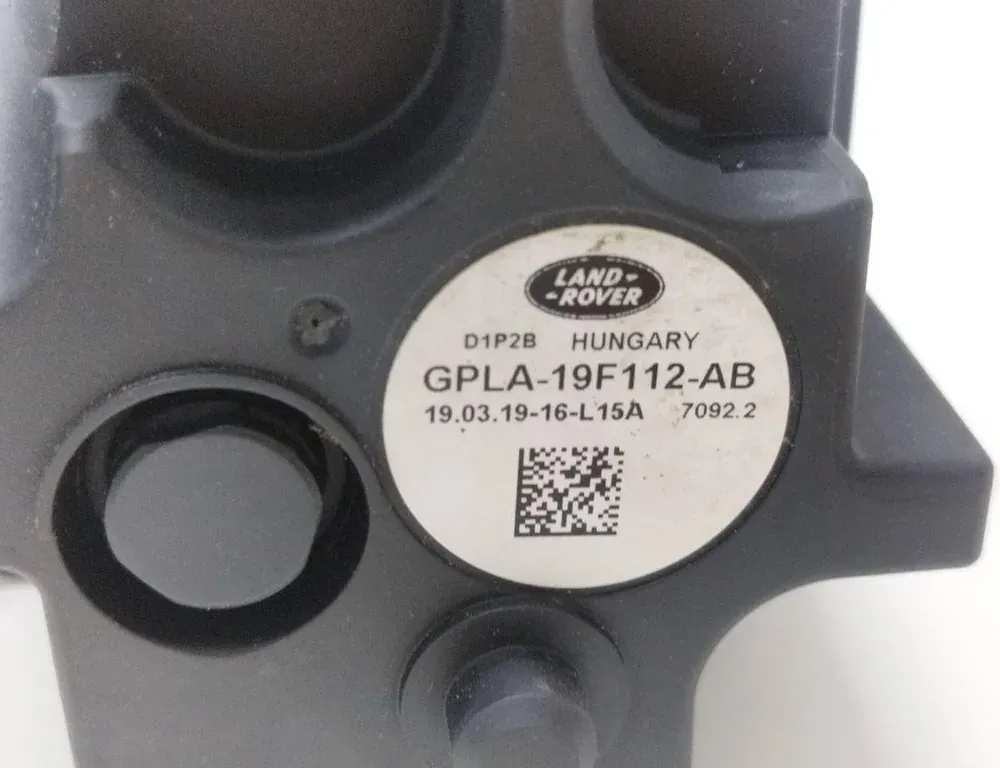 LAND-
-ROVER
D1P2B HUNGARY
GPLA-19F112-AB
19.03.19-16-L15A 7092.2